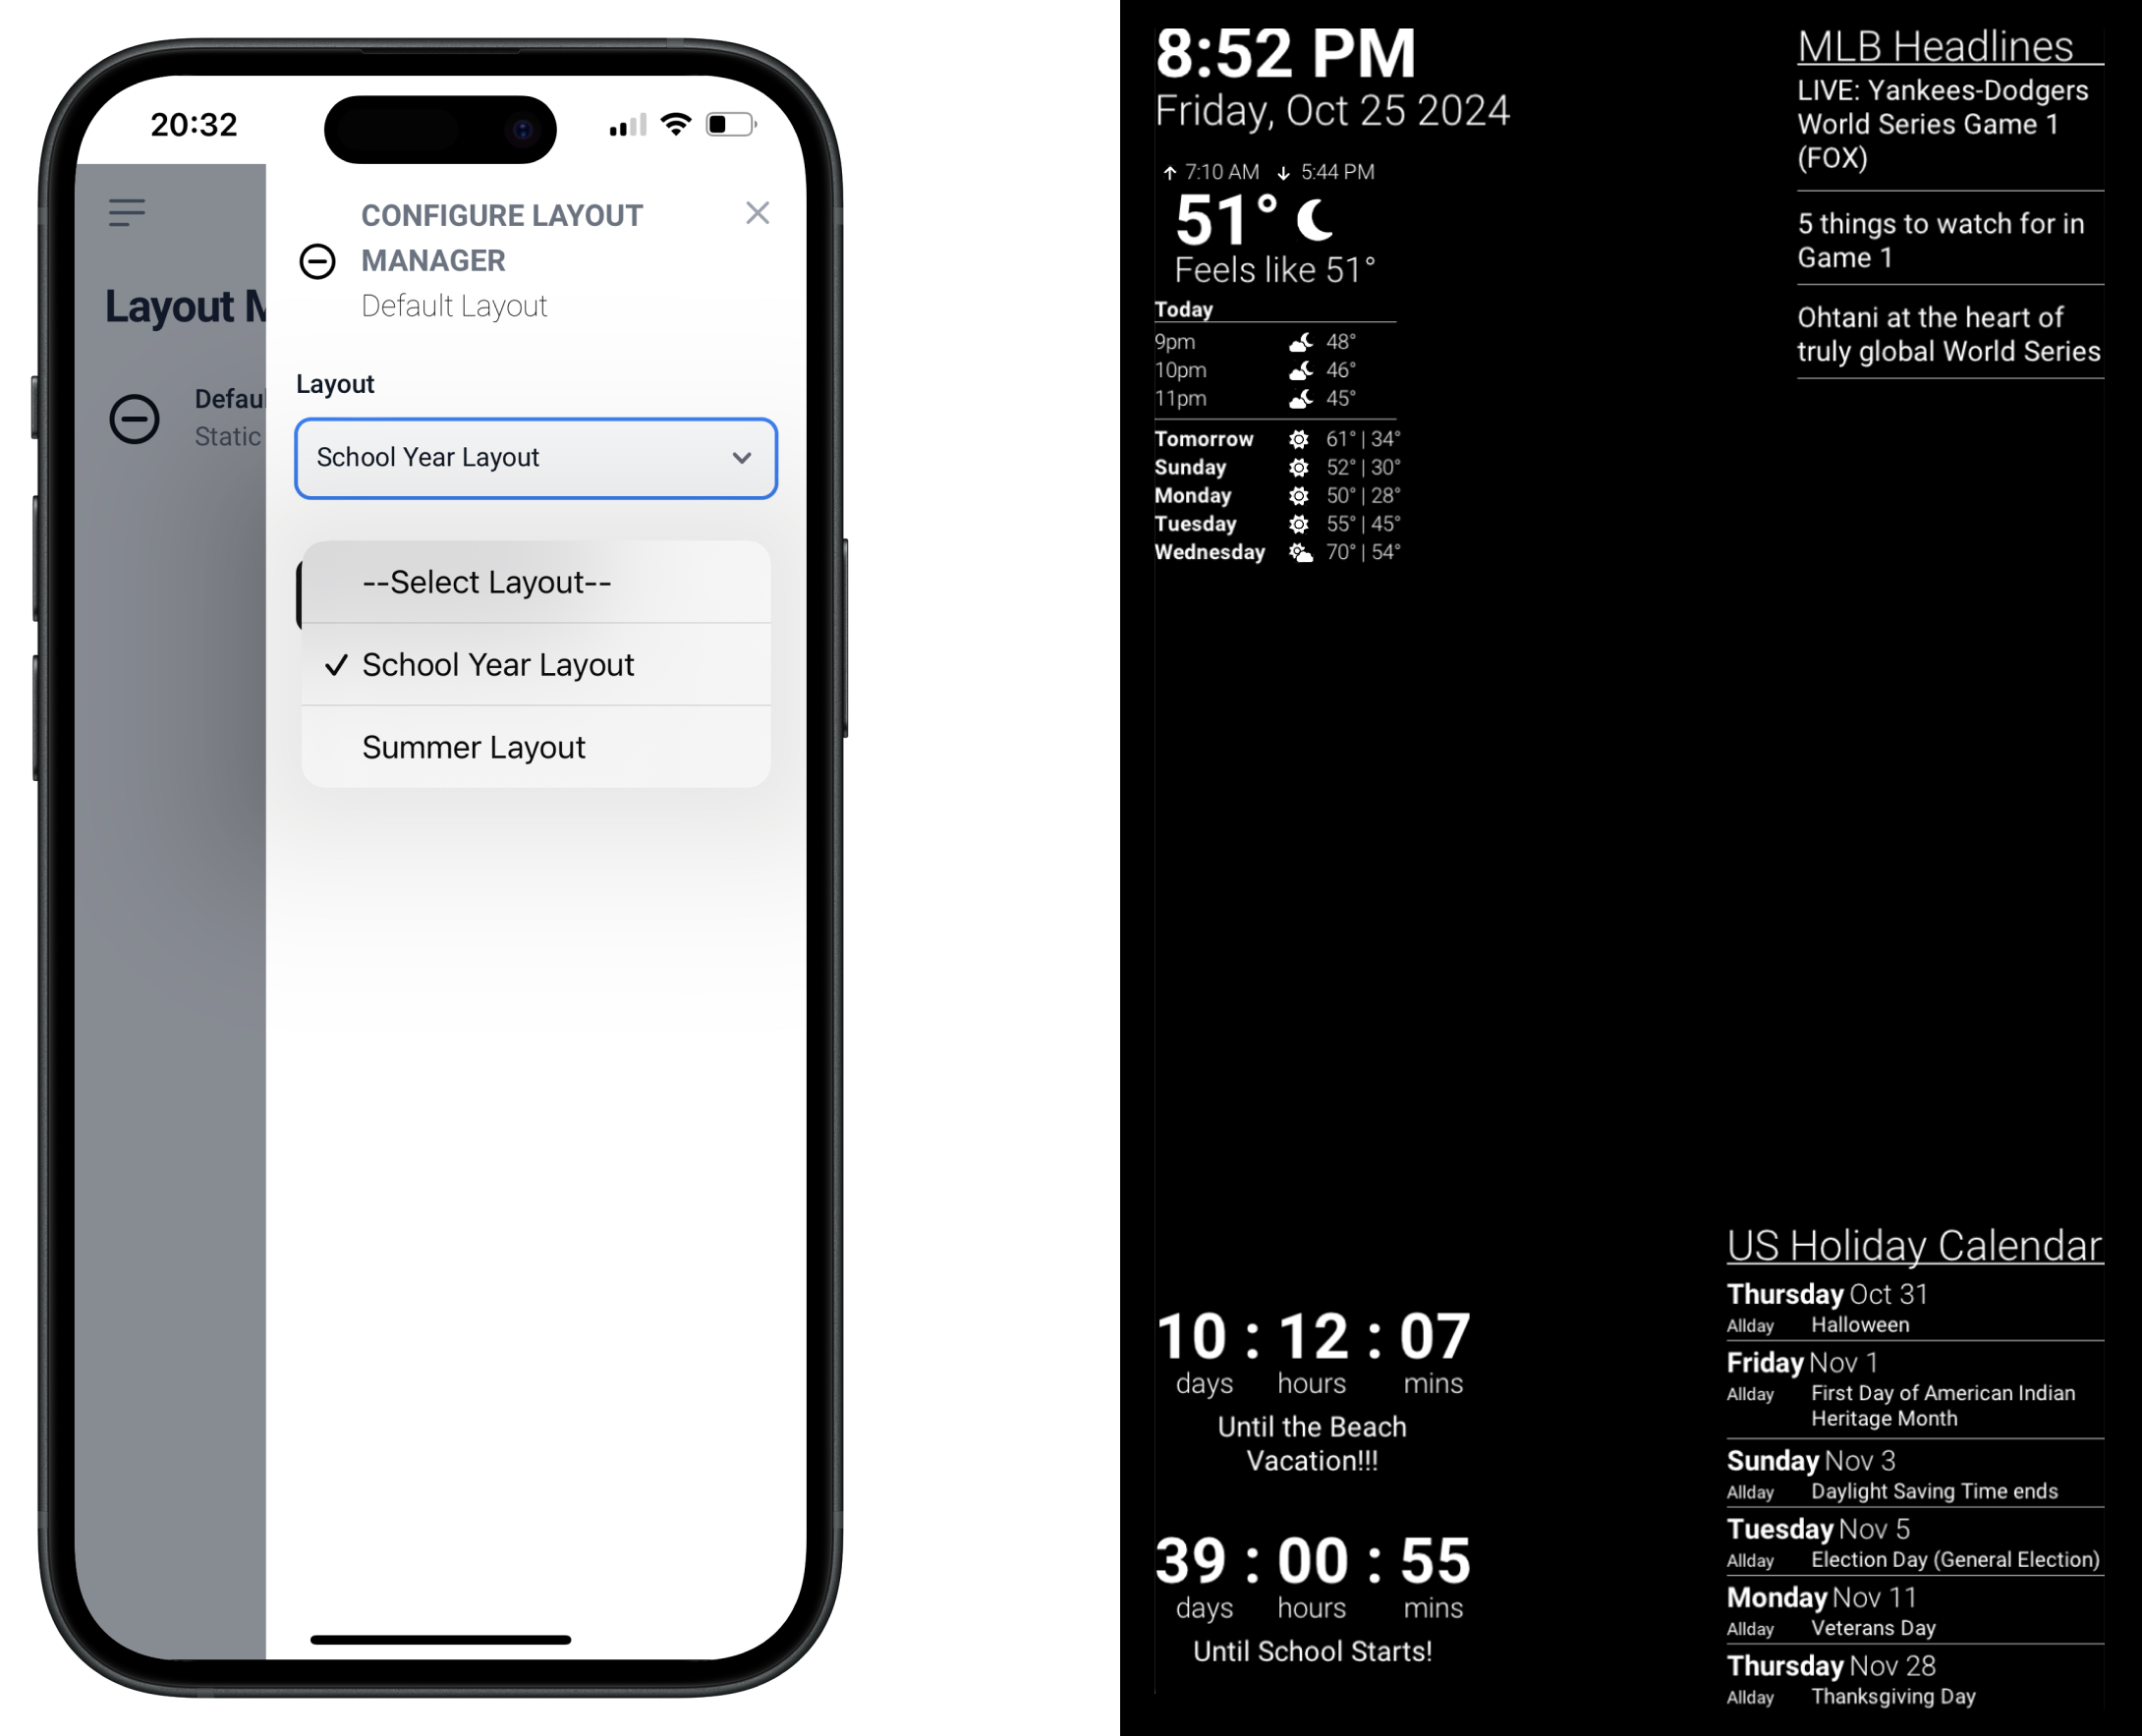 20:32
Layout M
Defaul
Static
CONFIGURE LAYOUT
MANAGER
Default Layout
Layout
School Year Layout
--Select Layout--
School Year Layout
Summer Layout
8:52 PM
Friday, Oct 25 2024
7:10 AM 5:44 PM
51°
Feels like 51°
Today
9pm 48°
10pm 46°
11pm 45°
Tomorrow 61° | 34°
Sunday 52° | 30°
Monday 50° | 28°
Tuesday 55° | 45°
Wednesday 70° | 54°
MLB Headlines
LIVE: Yankees-Dodgers
World Series Game 1
(FOX)
5 things to watch for in
Game 1
Ohtani at the heart of
truly global World Series
10 : 12 : 07
days hours mins
Until the Beach
Vacation!!!
39 : 00 : 55
days hours mins
Until School Starts!
US Holiday Calendar
Thursday Oct 31
Allday Halloween
Friday Nov 1
Allday First Day of American Indian
Heritage Month
Sunday Nov 3
Allday Daylight Saving Time ends
Tuesday Nov 5
Allday Election Day (General Election)
Monday Nov 11
Allday Veterans Day
Thursday Nov 28
Allday Thanksgiving Day